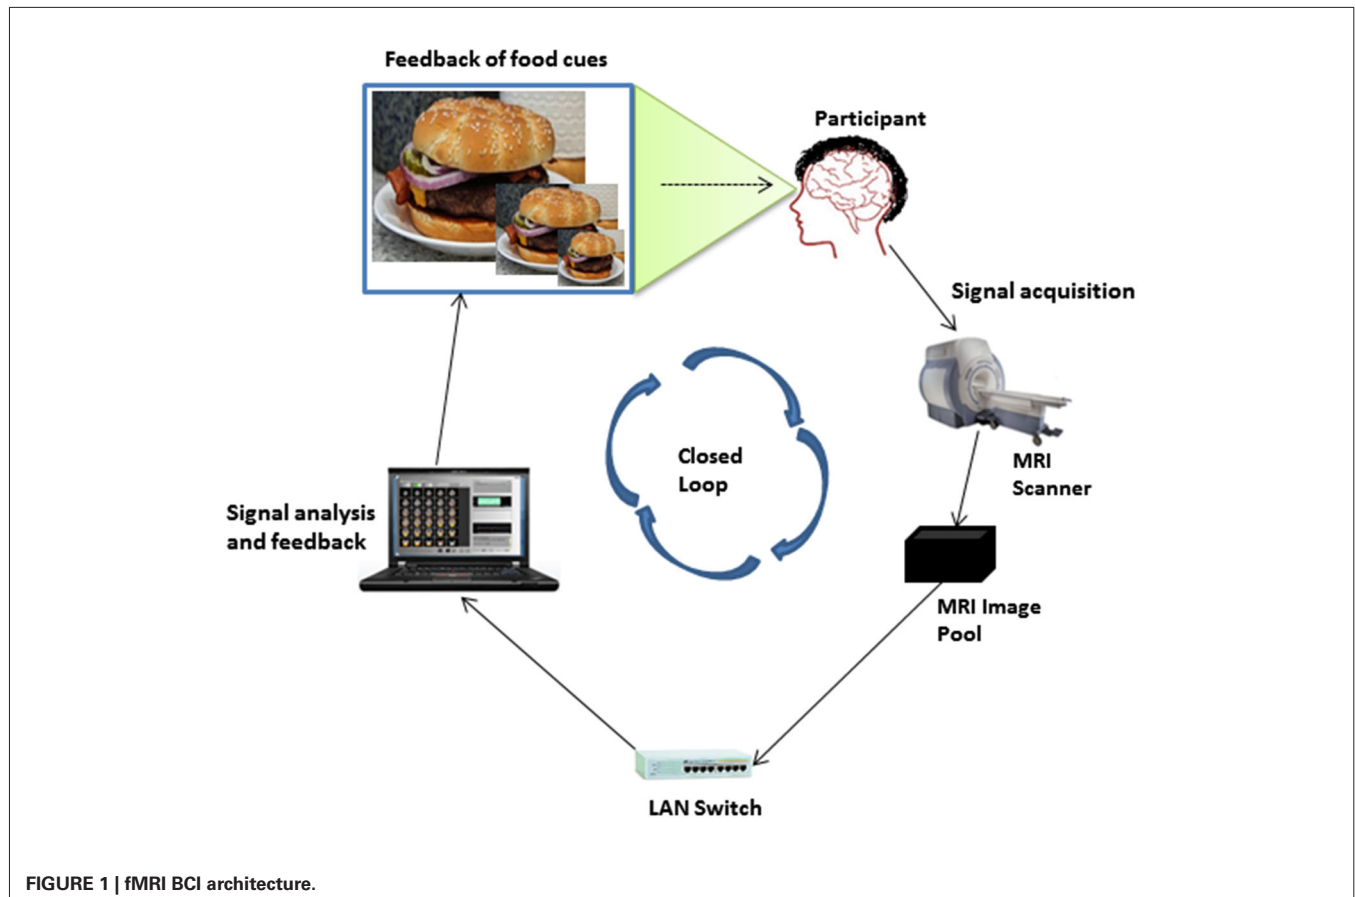 Feedback of food cues
Participant
Signal acquisition
MRI
Scanner
MRI Image
Pool
LAN Switch
Signal analysis
and feedback
Closed
Loop
FIGURE 1 | fMRI BCI architecture.